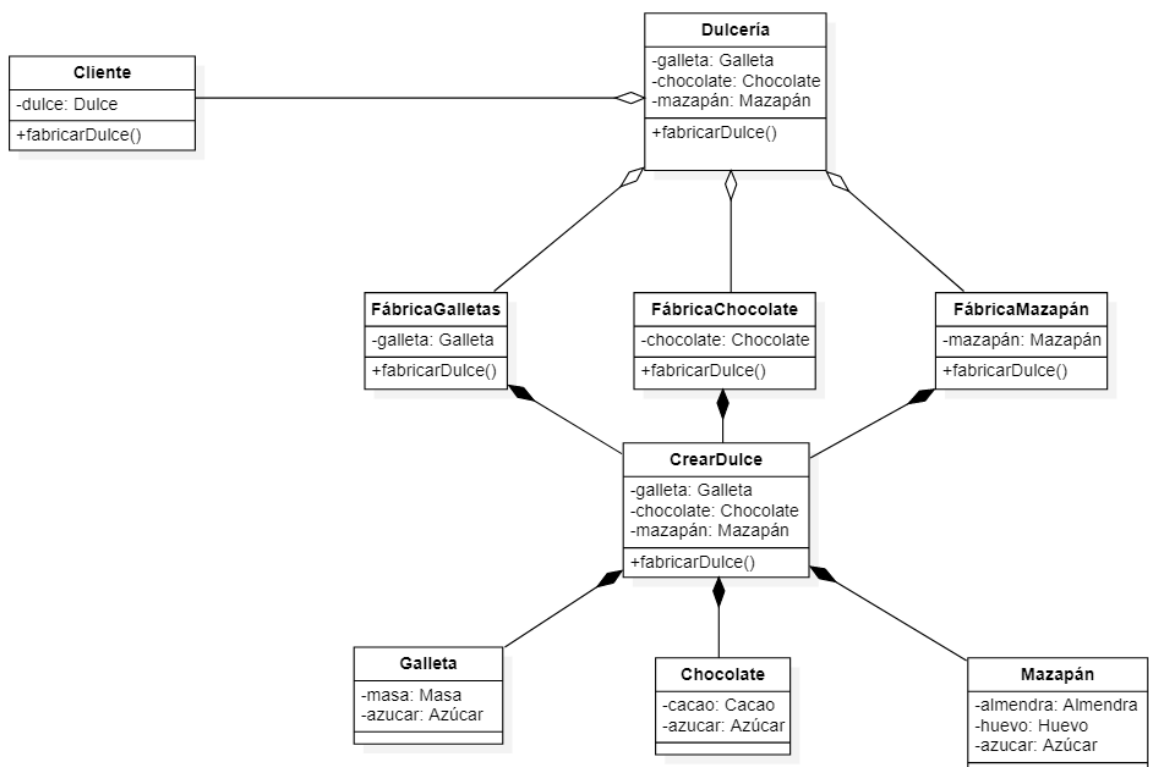 Dulcería
-galleta: Galleta
-chocolate: Chocolate
-mazapán: Mazapán
+fabricarDulce()
Cliente
-dulce: Dulce
+fabricarDulce()
FábricaGalletas
-galleta: Galleta
+fabricarDulce()
FábricaChocolate
-chocolate: Chocolate
+fabricarDulce()
FábricaMazapán
-mazapán: Mazapán
+fabricarDulce()
CrearDulce
-galleta: Galleta
-chocolate: Chocolate
-mazapán: Mazapán
+fabricarDulce()
Galleta
-masa: Masa
-azucar: Azúcar
Chocolate
-cacao: Cacao
-azucar: Azúcar
Mazapán
-almendra: Almendra
-huevo: Huevo
-azucar: Azúcar